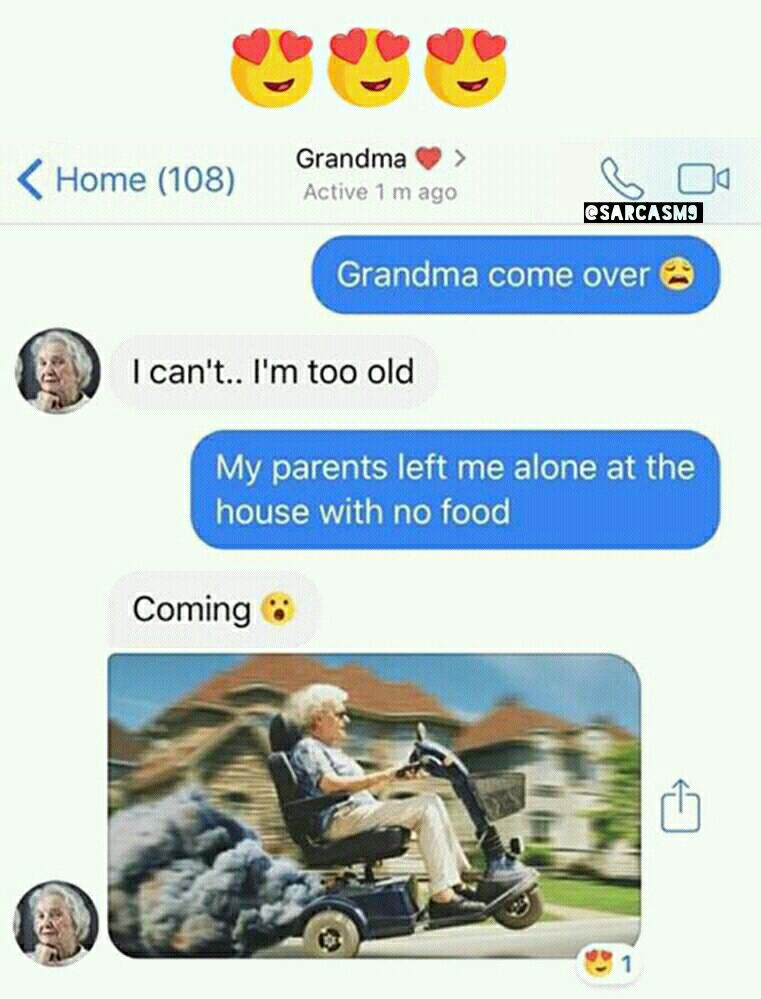 Home (108)
Grandma ❤️ >
Active 1 m ago
@SARCASM9
Grandma come over 😩
I can't.. I'm too old
My parents left me alone at the
house with no food
Coming 😮
1